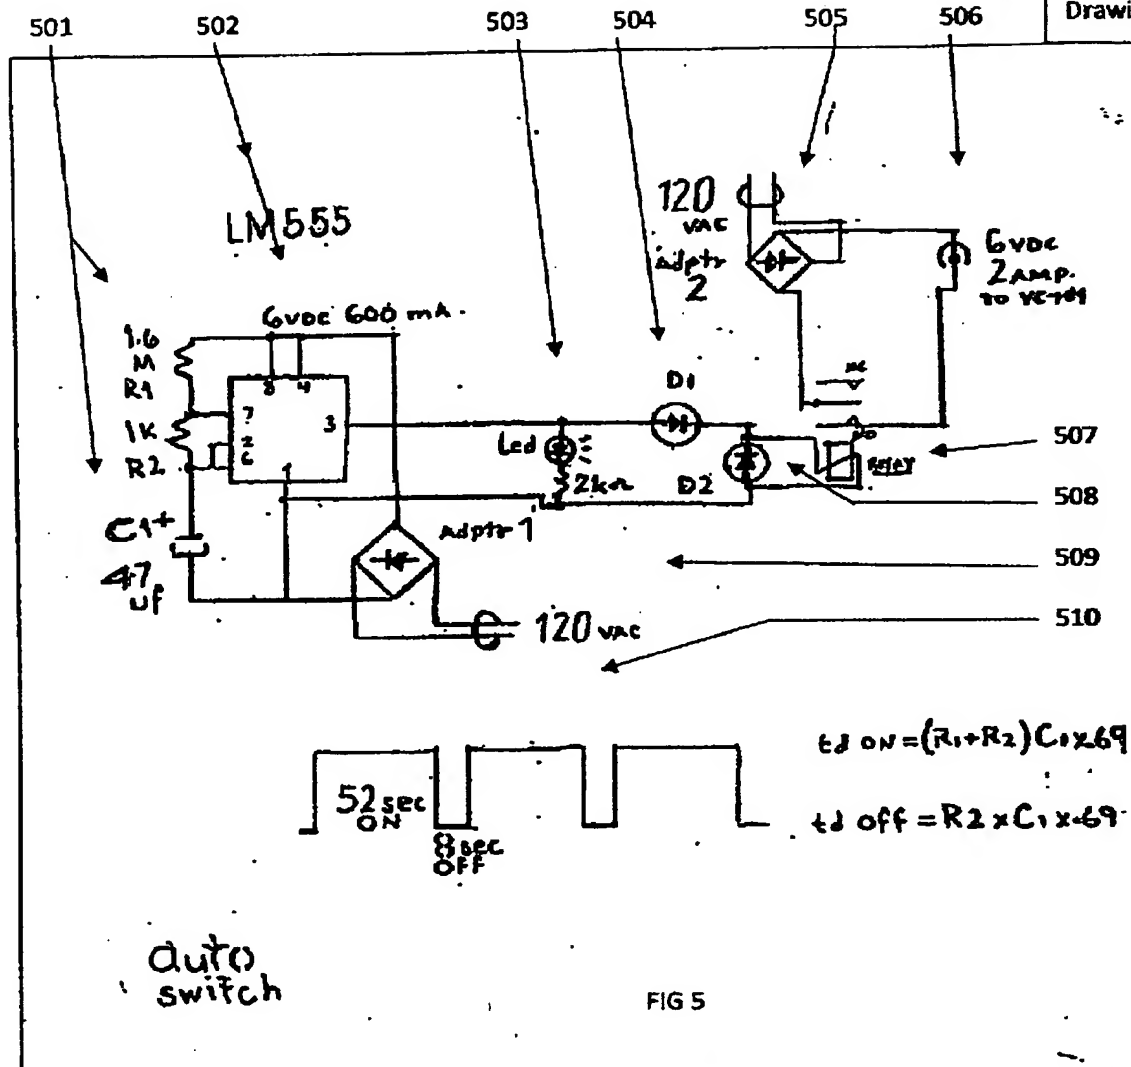 501
502
503
504
505
506
Drawi
LM555
120
VAC
Adptr
2
6VDC
2AMP.
6VDC 600 mA.
1.6
M
R1
8
4
7
3
1K
2
6
R2
1
C1+
47
uf
Led
2kΩ
D1
D2
NC
NO
RELAY
507
508
509
510
Adptr 1
120 VAC
52 sec
ON
8 sec
OFF
td ON=(R1+R2)C1x.69
td off = R2 x C1 x .69
auto
switch
FIG 5